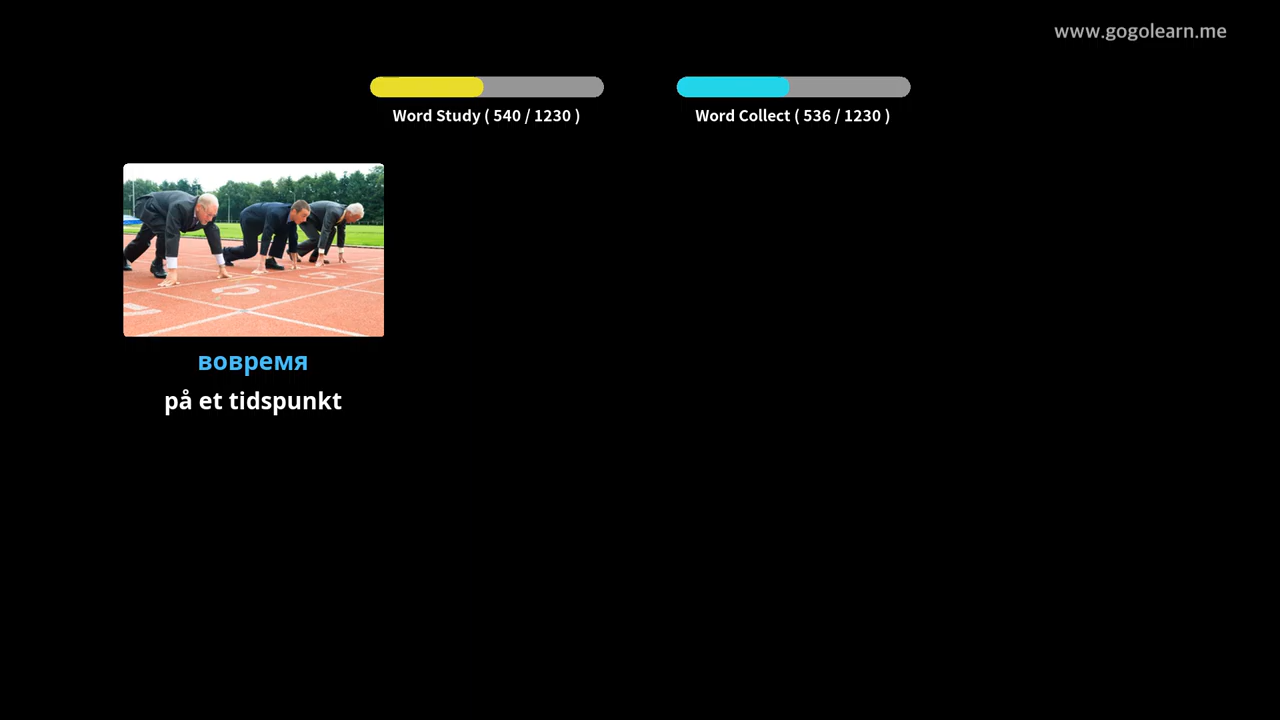 www.gogolearn.me
Word Study ( 540 / 1230 )
Word Collect ( 536 / 1230 )
вовремя
på et tidspunkt